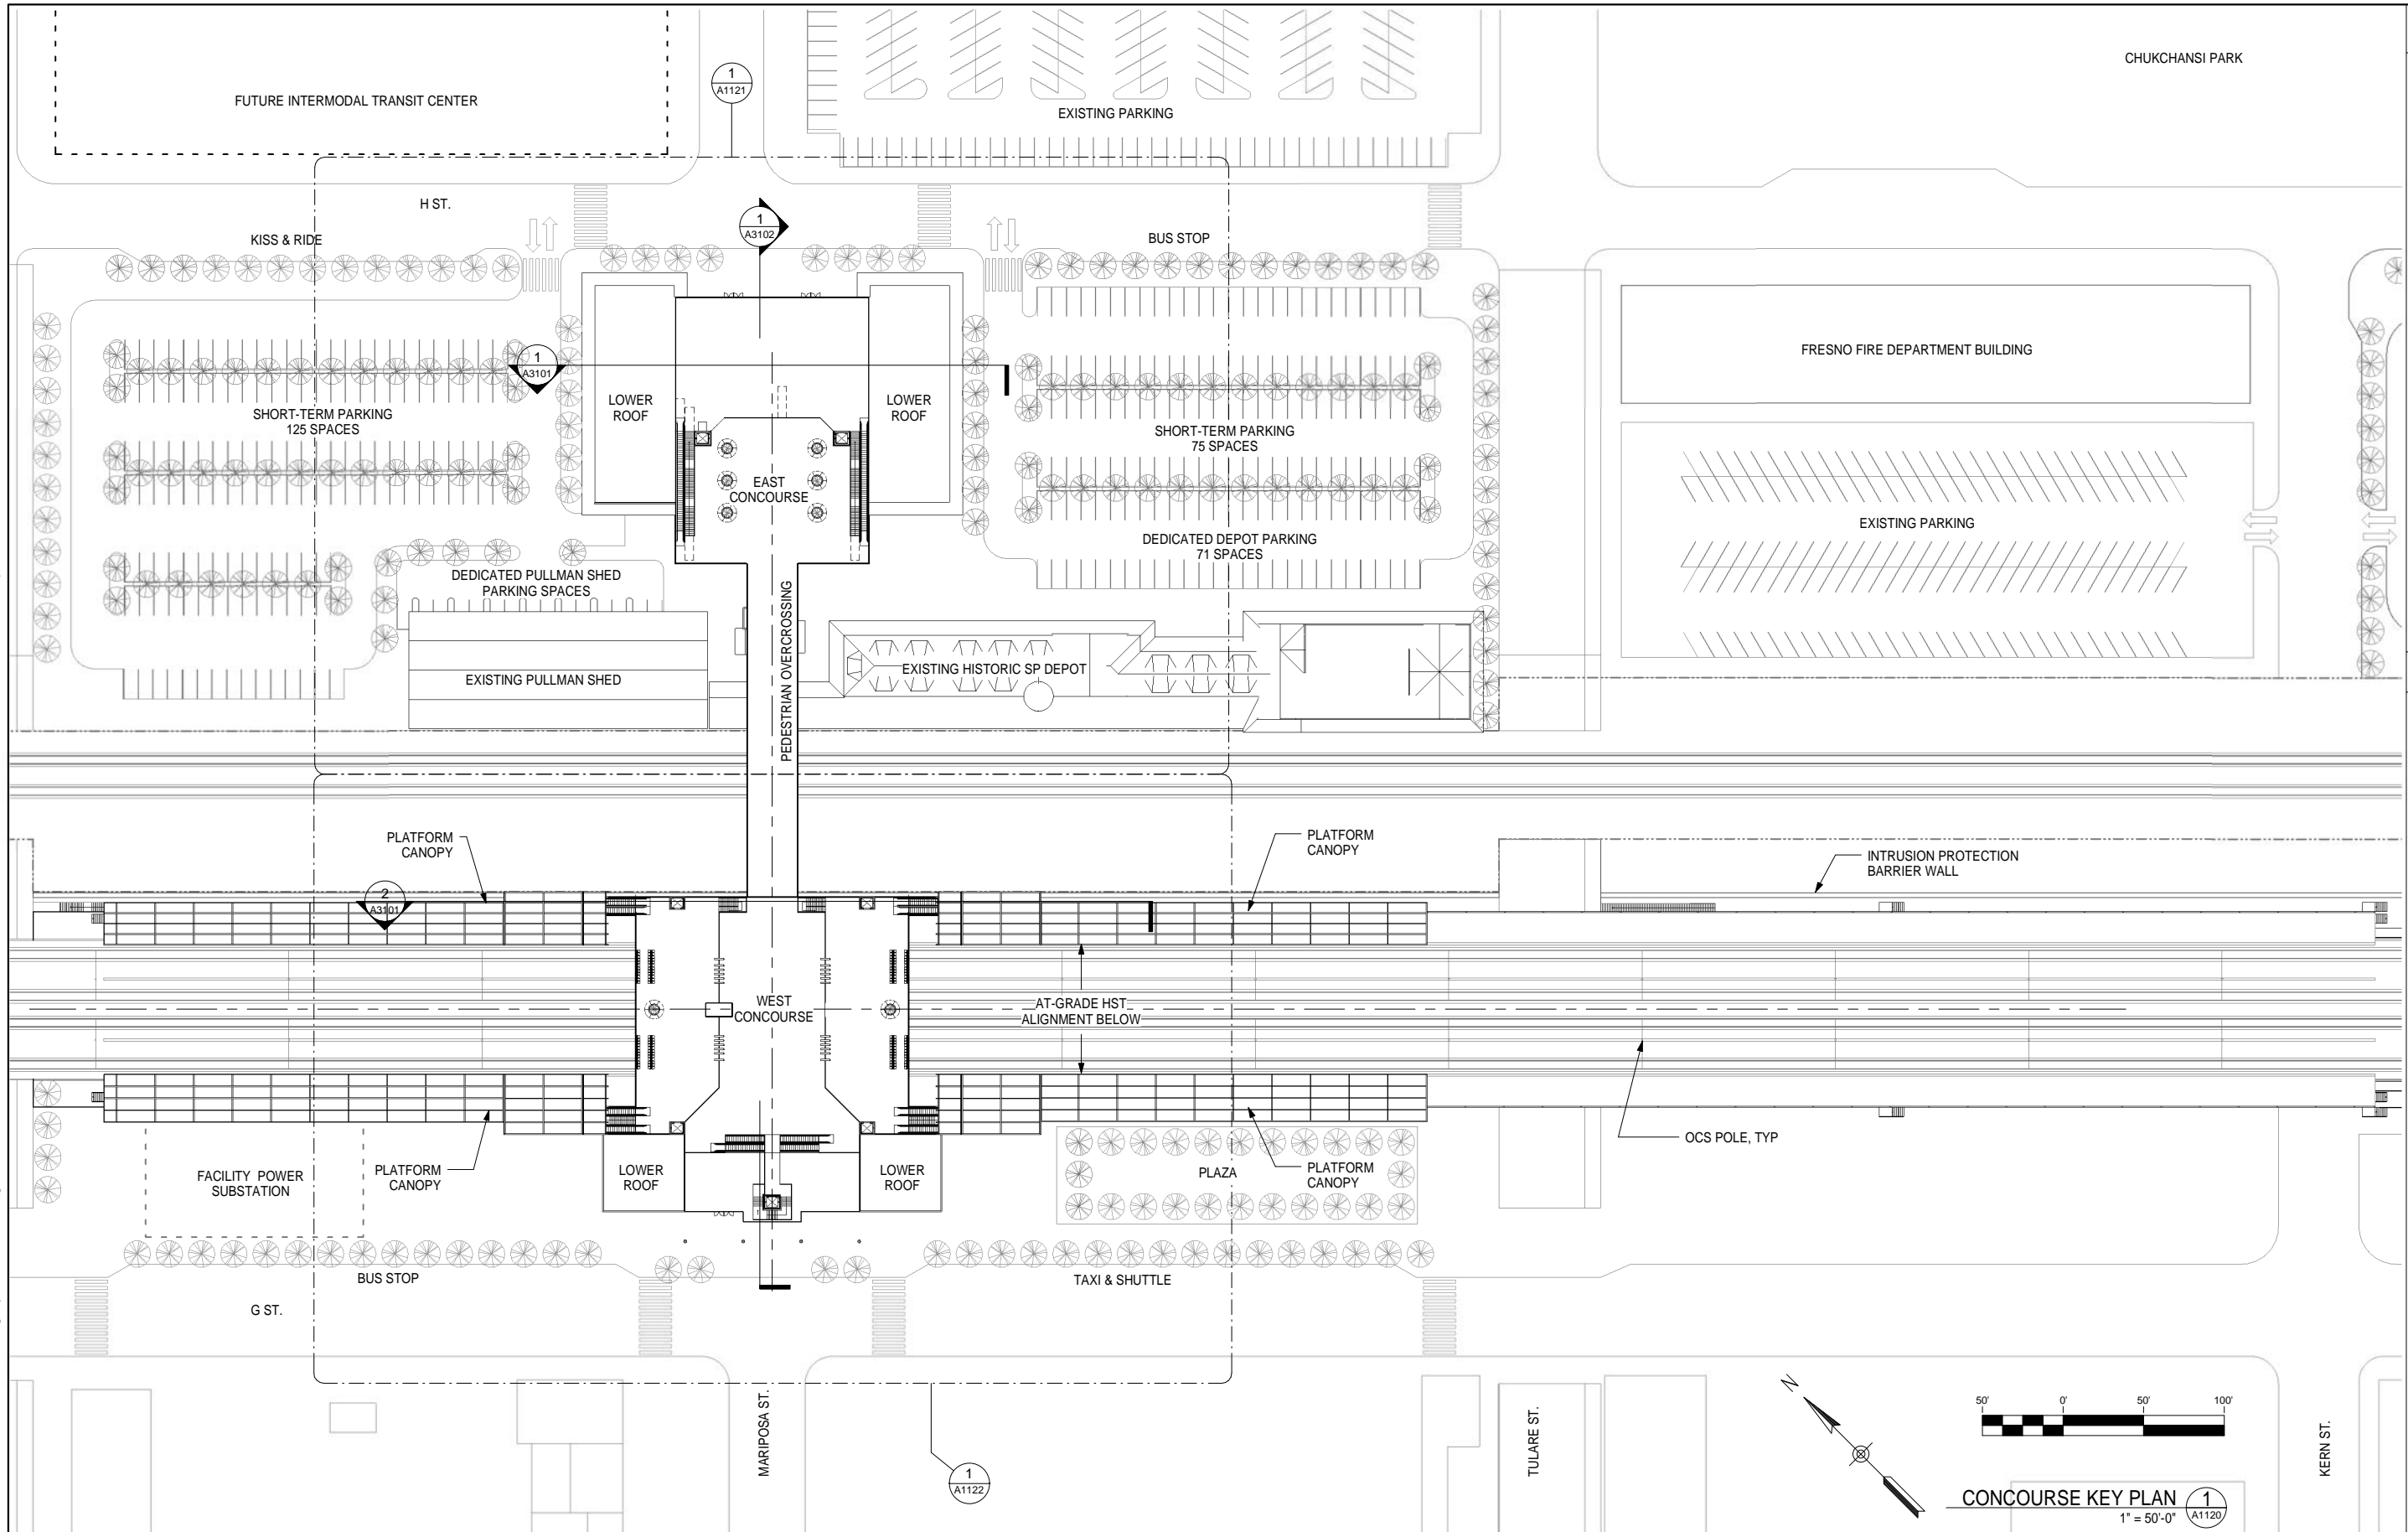 CHUKCHANSI PARK
1
A1121
FUTURE INTERMODAL TRANSIT CENTER
EXISTING PARKING
H ST.
1
A3102
KISS & RIDE
BUS STOP
1
A3101
FRESNO FIRE DEPARTMENT BUILDING
LOWER
ROOF
LOWER
ROOF
SHORT-TERM PARKING
125 SPACES
SHORT-TERM PARKING
75 SPACES
EAST
CONCOURSE
EXISTING PARKING
DEDICATED DEPOT PARKING
71 SPACES
DEDICATED PULLMAN SHED
PARKING SPACES
PEDESTRIAN OVERCROSSING
EXISTING HISTORIC SP DEPOT
EXISTING PULLMAN SHED
PLATFORM
CANOPY
PLATFORM
CANOPY
INTRUSION PROTECTION
BARRIER WALL
2
A3101
WEST
CONCOURSE
AT-GRADE HST
ALIGNMENT BELOW
OCS POLE, TYP
FACILITY POWER
SUBSTATION
PLATFORM
CANOPY
LOWER
ROOF
LOWER
ROOF
PLAZA
PLATFORM
CANOPY
BUS STOP
TAXI & SHUTTLE
G ST.
MARIPOSA ST.
TULARE ST.
KERN ST.
1
A1122
N
50' 0' 50' 100'
CONCOURSE KEY PLAN
1" = 50'-0"
1
A1120